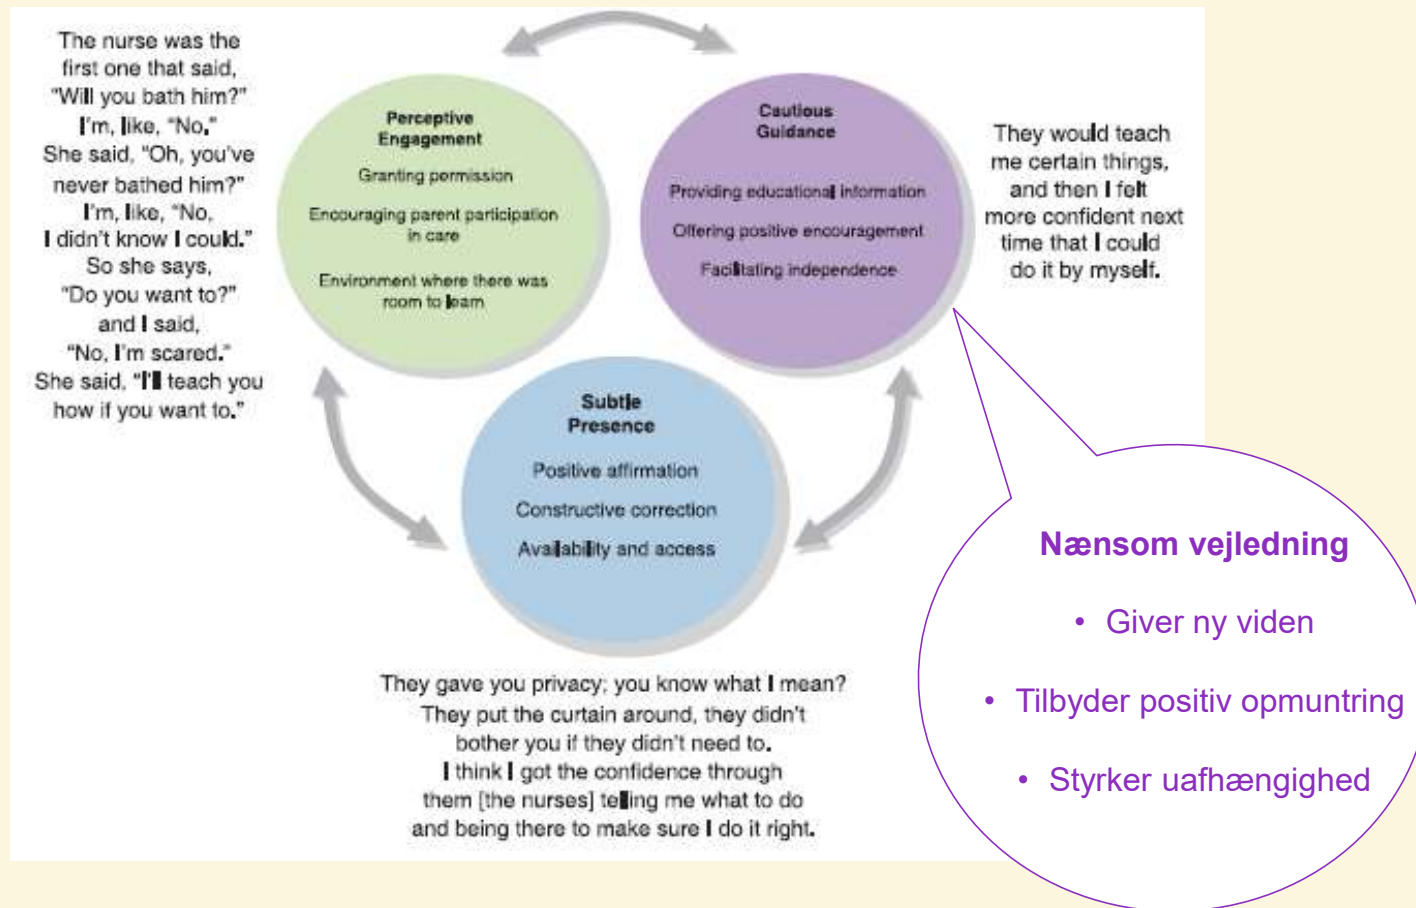 The nurse was the
first one that said,
"Will you bath him?"
I'm, like, "No."
She said, "Oh, you've
never bathed him?"
I'm, like, "No,
I didn't know I could."
So she says,
"Do you want to?"
and I said,
"No, I'm scared."
She said, "I'll teach you
how if you want to."
Perceptive
Engagement
Granting permission
Encouraging parent participation
in care
Environment where there was
room to learn
Cautious
Guidance
Providing educational information
Offering positive encouragement
Facilitating independence
They would teach
me certain things,
and then I felt
more confident next
time that I could
do it by myself.
Subtle
Presence
Positive affirmation
Constructive correction
Availability and access
They gave you privacy; you know what I mean?
They put the curtain around, they didn't
bother you if they didn't need to.
I think I got the confidence through
them [the nurses] telling me what to do
and being there to make sure I do it right.
Nænsom vejledning
• Giver ny viden
• Tilbyder positiv opmuntring
• Styrker uafhængighed